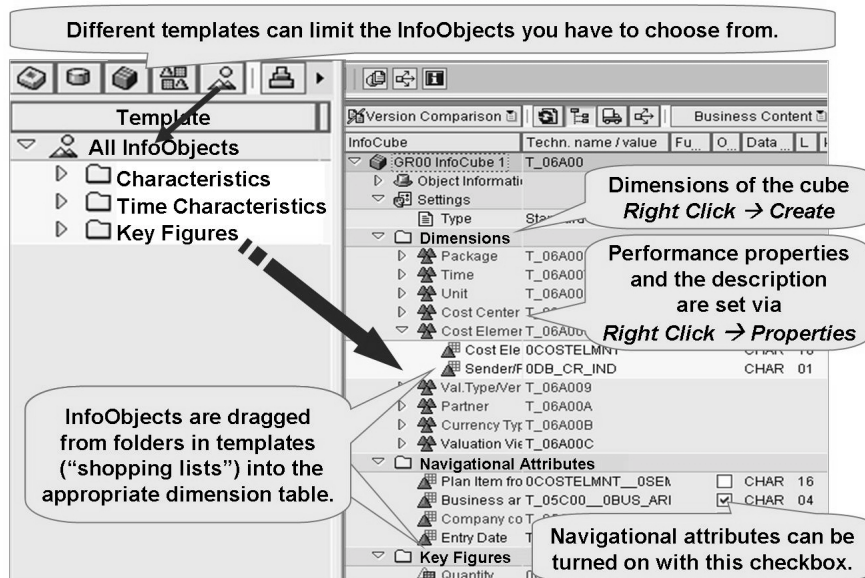 Different templates can limit the InfoObjects you have to choose from.
Template
All InfoObjects
Characteristics
Time Characteristics
Key Figures
Version Comparison
Business Content
InfoCube Techn. name / value Fu... O... Data ... L
GR00 InfoCube 1 T_06A00
Object Informati
Settings
Type
Dimensions
Package T_06A00
Time T_06A00
Unit T_06A00
Cost Center
Cost Elemer T_06A00
Cost Ele 0COSTELMNT CHAR
Sender/F 0DB_CR_IND CHAR 01
Val.Type/Ver T_06A009
Partner T_06A00A
Currency Typ T_06A00B
Valuation Vie T_06A00C
Navigational Attributes
Plan Item fro 0COSTELMNT__0SEM CHAR 16
Business ar T_05C00__0BUS_ARI CHAR 04
Company co
Entry Date
Key Figures
Quantity
Dimensions of the cube
Right Click → Create
Performance properties
and the description
are set via
Right Click → Properties
InfoObjects are dragged
from folders in templates
(“shopping lists”) into the
appropriate dimension table.
Navigational attributes can be
turned on with this checkbox.